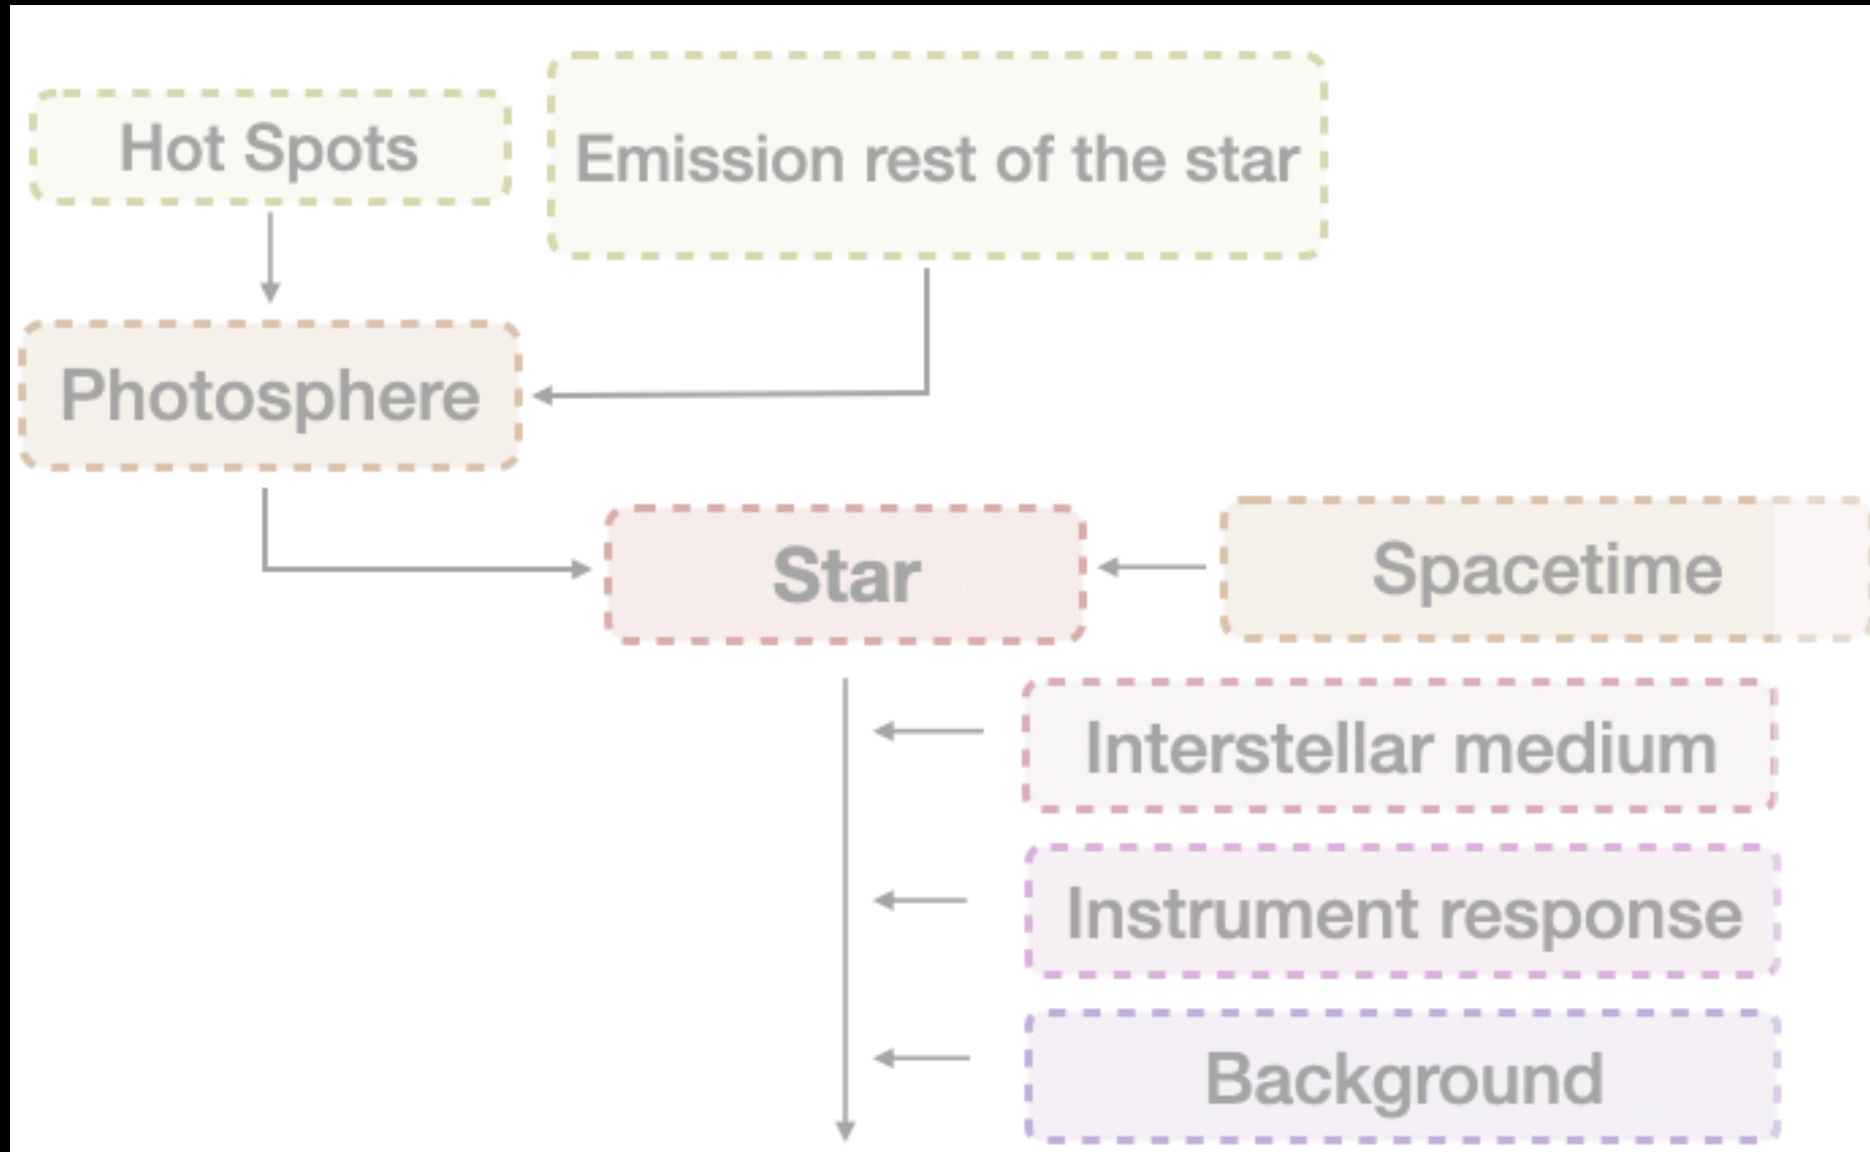 Hot Spots
Emission rest of the star
Photosphere
Star
Spacetime
Interstellar medium
Instrument response
Background